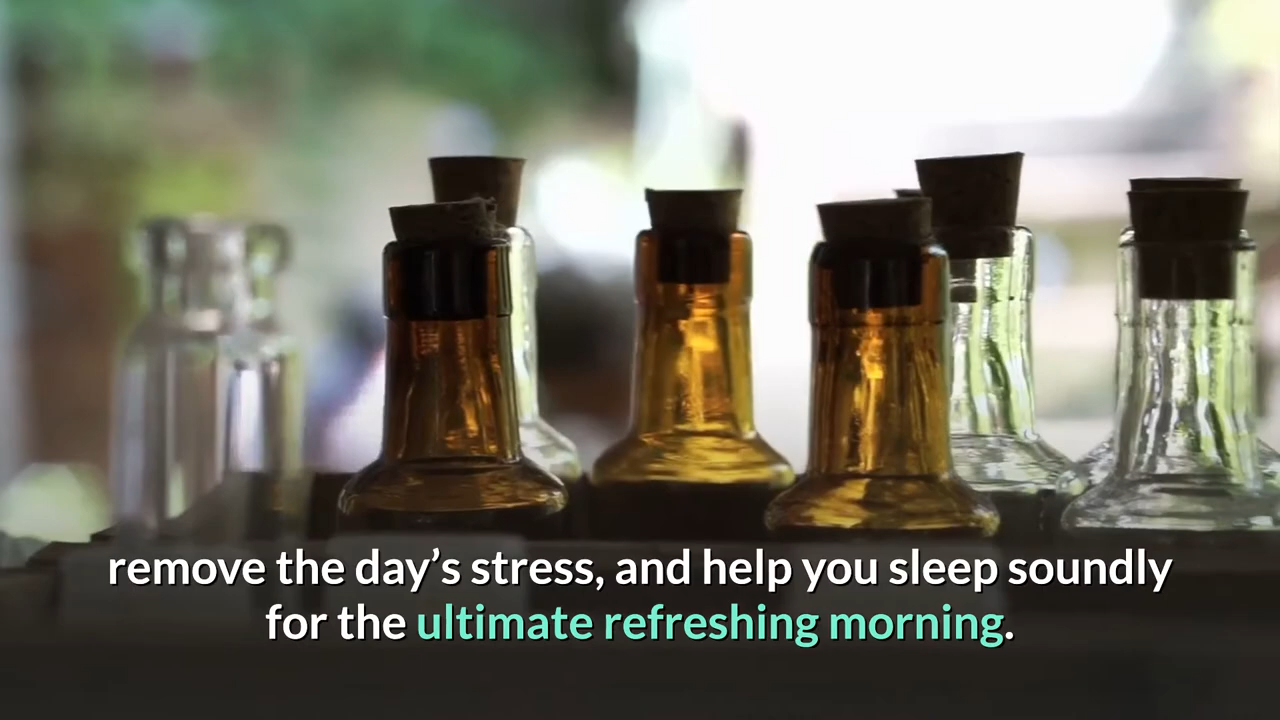 remove the day’s stress, and help you sleep soundly
for the ultimate refreshing morning.